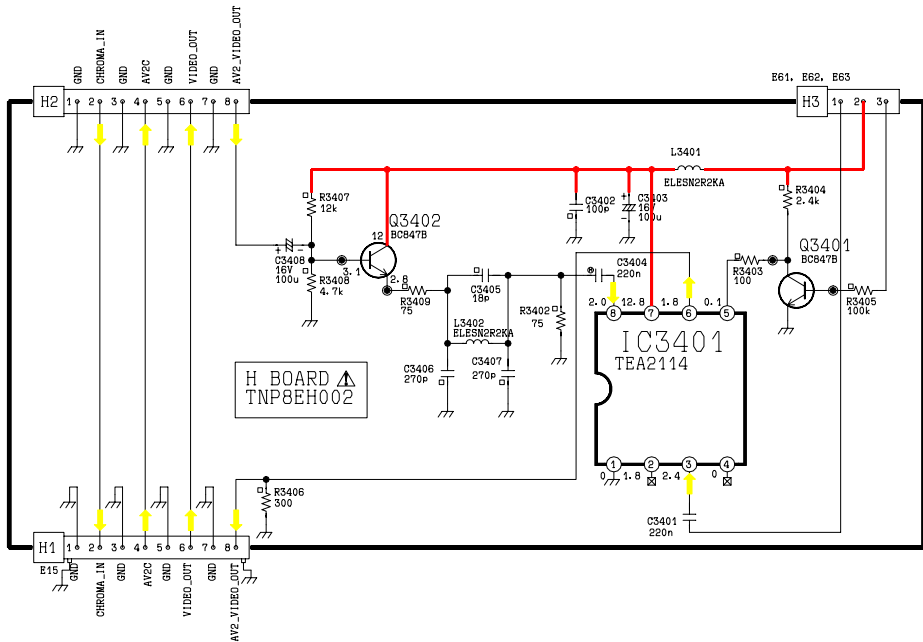 GND
CHROMA_IN
GND
AV2C
GND
VIDEO_OUT
GND
AV2_VIDEO_OUT
E61. E62. E63
H2 1 2 3 4 5 6 7 8
H3 1 2 3
L3401
ELESN2R2KA
R3407
12k
C3402
100p
C3403
16V
100u
R3404
2.4k
Q3402
BC847B
12
3.1
2.8
C3408
16V
100u
R3408
4.7k
R3409
75
C3405
18p
C3404
220n
Q3401
BC847B
R3403
100
R3405
100k
L3402
ELESN2R2KA
R3402
75
2.0 12.8 1.8 0.1
8 7 6 5
IC3401
TEA2114
C3406
270p
C3407
270p
H BOARD ⚠
TNP8EH002
1 2 3 4
0 1.8 2.4 0
R3406
300
C3401
220n
H1 1 2 3 4 5 6 7 8
E15
GND
CHROMA_IN
GND
AV2C
GND
VIDEO_OUT
GND
AV2_VIDEO_OUT